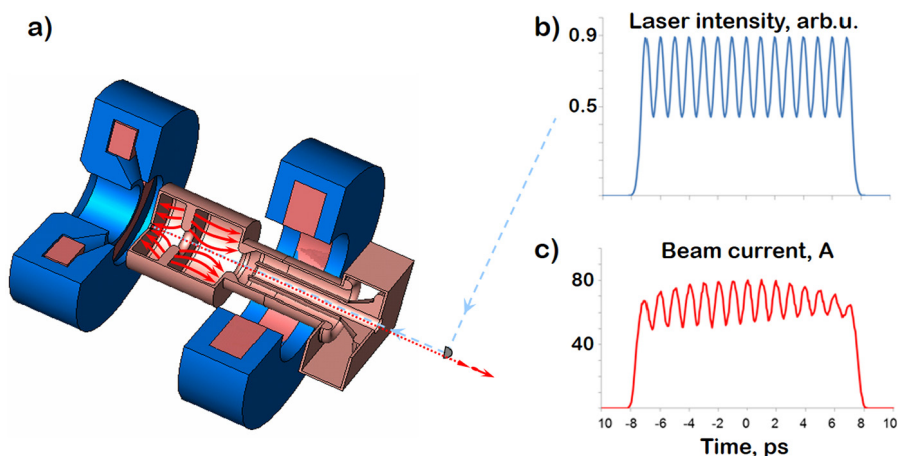 a)
b)
Laser intensity, arb.u.
0.9
0.5
c)
Beam current, A
80
40
10 -8 -6 -4 -2 0 2 4 6 8 10
Time, ps